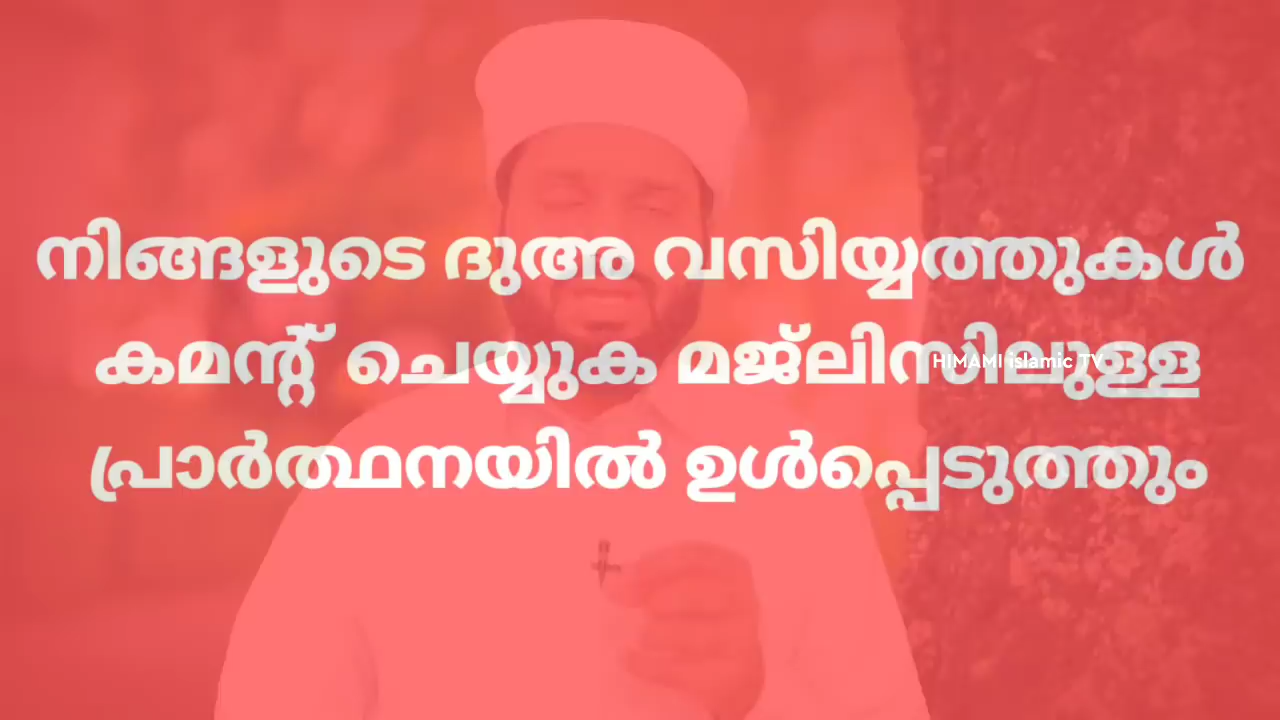 നിങ്ങളുടെ ദുഅ വസിയ്യത്തുകൾ
കമന്റ് ചെയ്യുക മജ്ലിസിലുള്ള
HIMAMI islamic TV
പ്രാർത്ഥനയിൽ ഉൾപ്പെടുത്തും